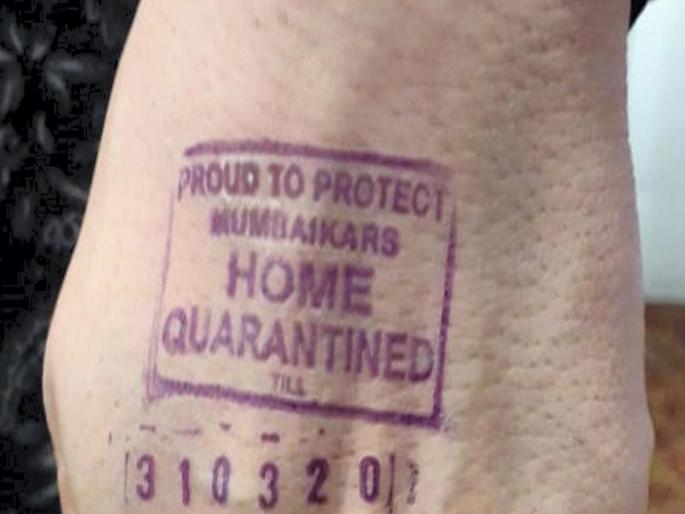 PROUD TO PROTECT
MUMBAIKARS
HOME
QUARANTINED
TILL
310320